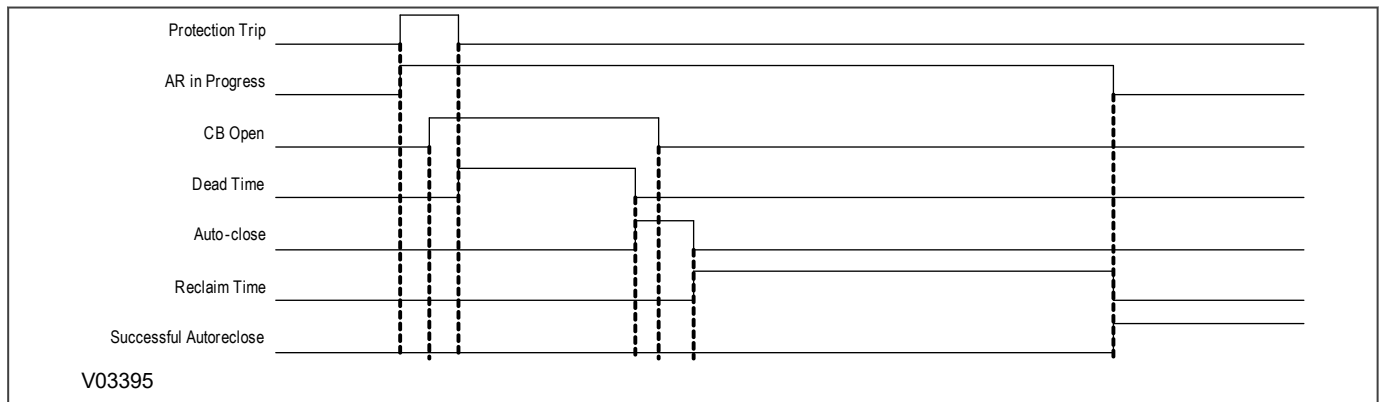 Protection Trip
AR in Progress
CB Open
Dead Time
Auto-close
Reclaim Time
Successful Autoreclose
V03395